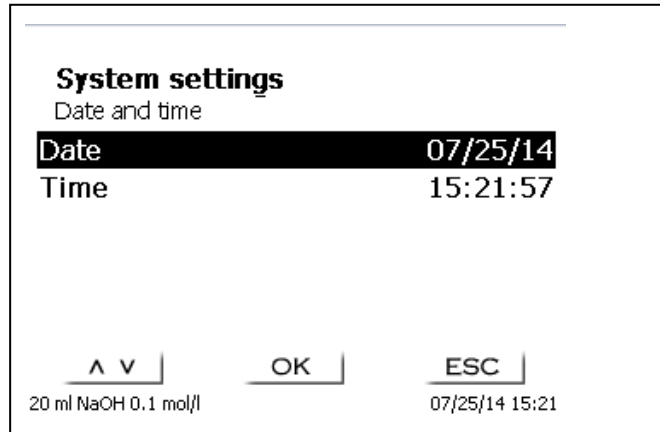 System settings
Date and time
Date 07/25/14
Time 15:21:57
∧ ∨ OK ESC
20 ml NaOH 0.1 mol/l 07/25/14 15:21